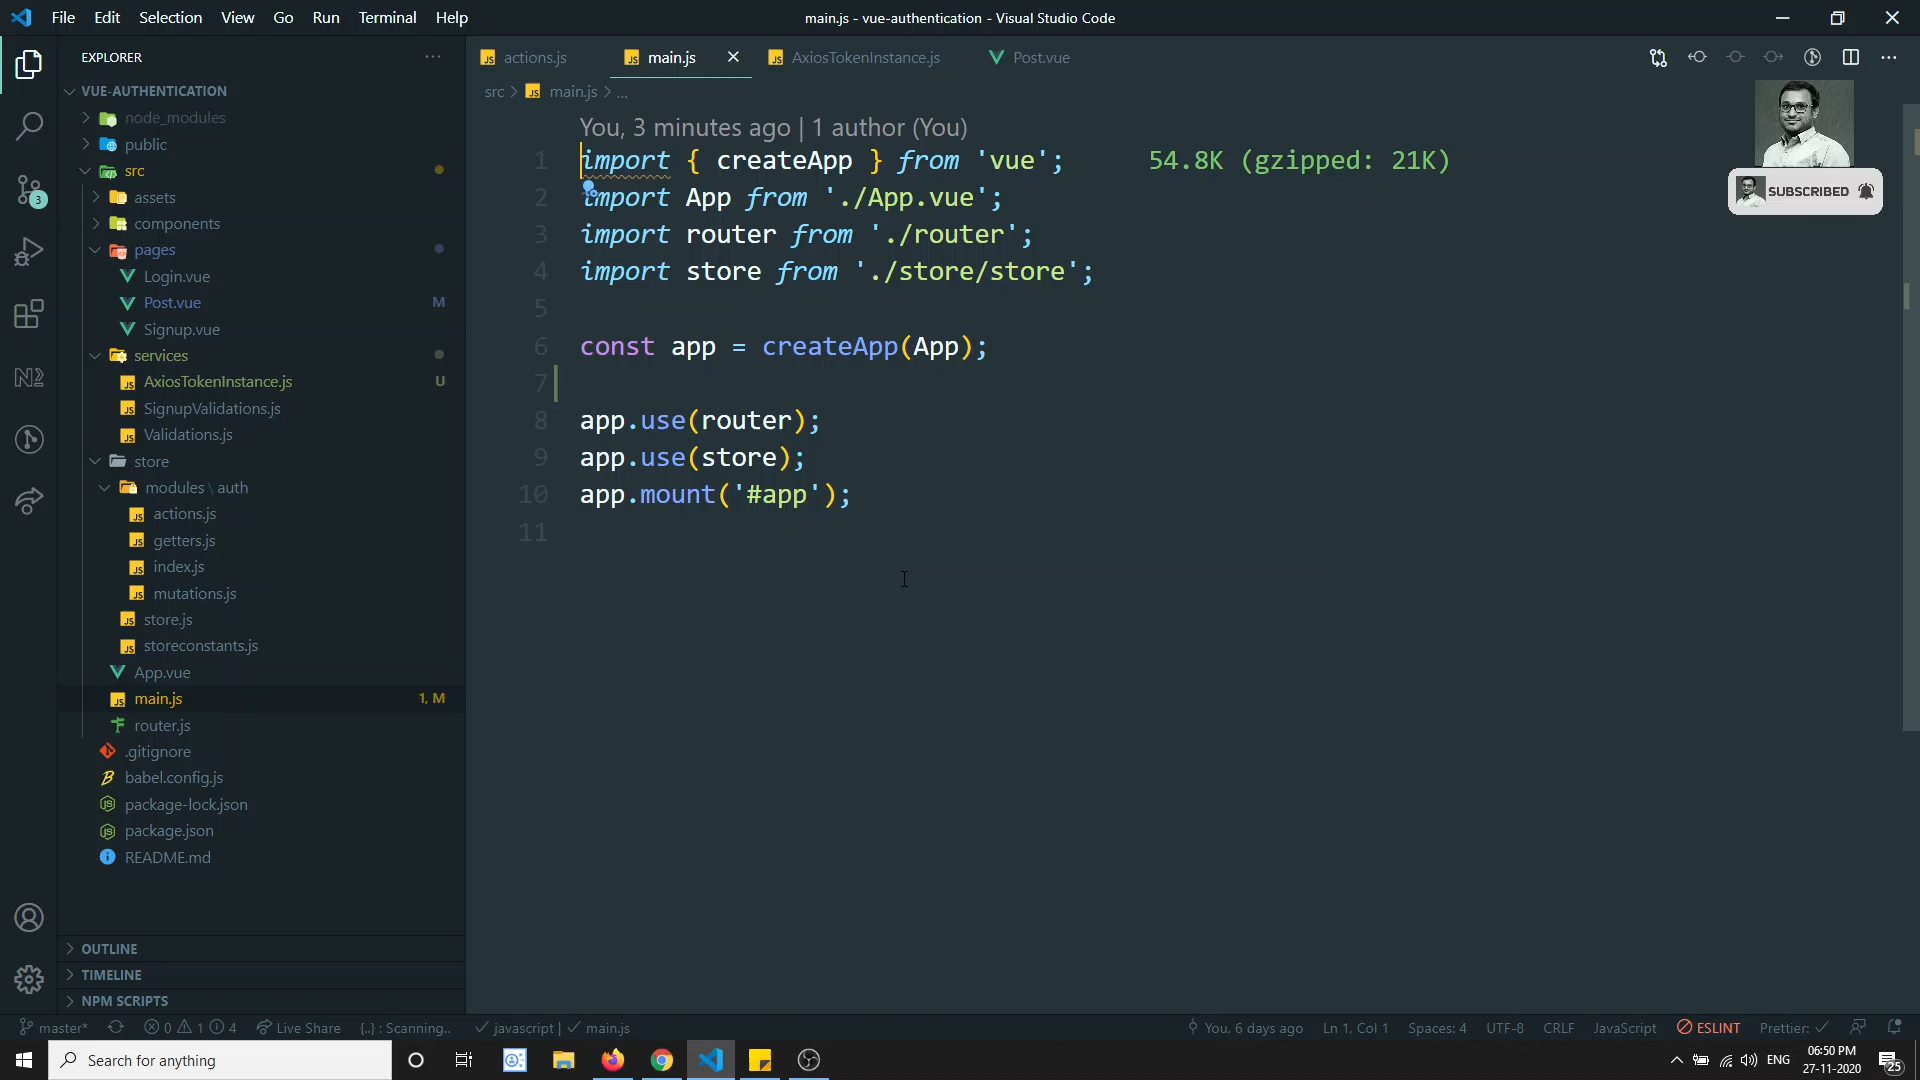 File Edit Selection View Go Run Terminal Help
main.js - vue-authentication - Visual Studio Code
EXPLORER
VUE-AUTHENTICATION
node_modules
public
src
assets
components
pages
Login.vue
Post.vue M
Signup.vue
services
AxiosTokenInstance.js U
SignupValidations.js
Validations.js
store
modules \ auth
actions.js
getters.js
index.js
mutations.js
store.js
storeconstants.js
App.vue
main.js 1, M
router.js
.gitignore
babel.config.js
package-lock.json
package.json
README.md
OUTLINE
TIMELINE
NPM SCRIPTS
3
actions.js main.js AxiosTokenInstance.js Post.vue
src > main.js > ...
You, 3 minutes ago | 1 author (You)
1 import { createApp } from 'vue'; 54.8K (gzipped: 21K)
2 import App from './App.vue';
3 import router from './router';
4 import store from './store/store';
5
6 const app = createApp(App);
7
8 app.use(router);
9 app.use(store);
10 app.mount('#app');
11
SUBSCRIBED
master* 0 1 4 Live Share {..} : Scanning.. javascript | main.js You, 6 days ago Ln 1, Col 1 Spaces: 4 UTF-8 CRLF JavaScript ESLINT Prettier:
Search for anything
ENG
06:50 PM
27-11-2020
25